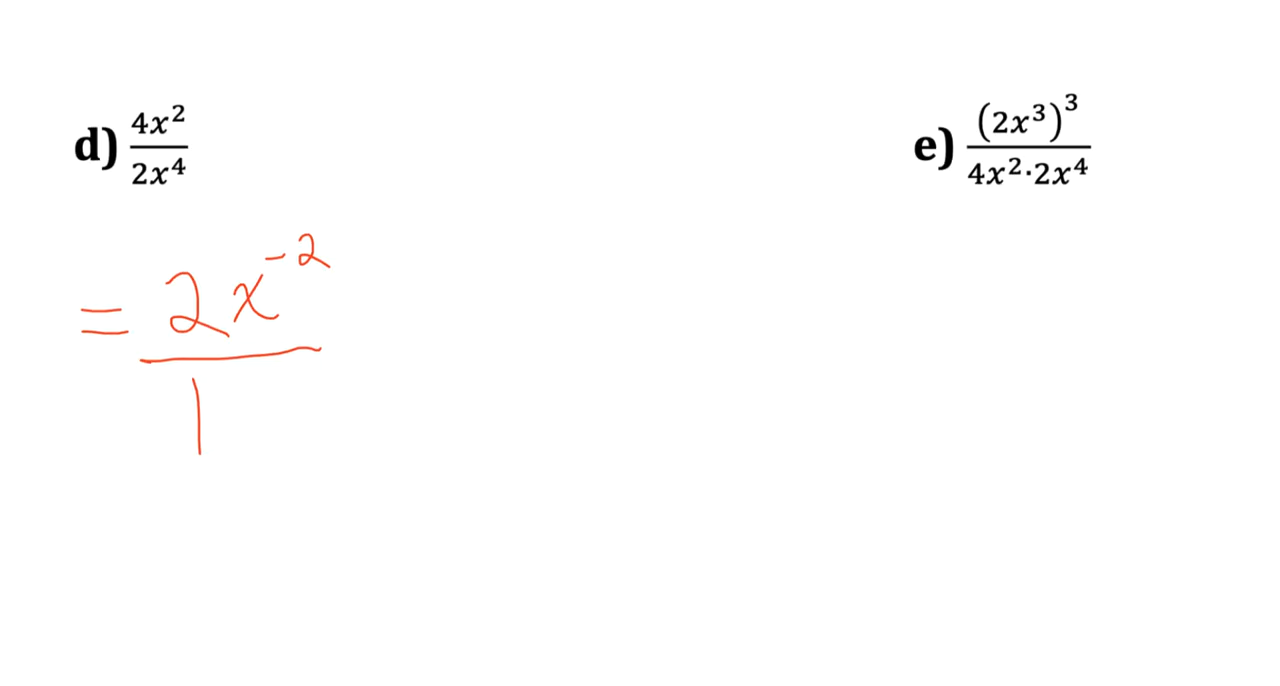 d) 4x²/2x⁴
e) (2x³)³/4x²·2x⁴
= 2x⁻²/1